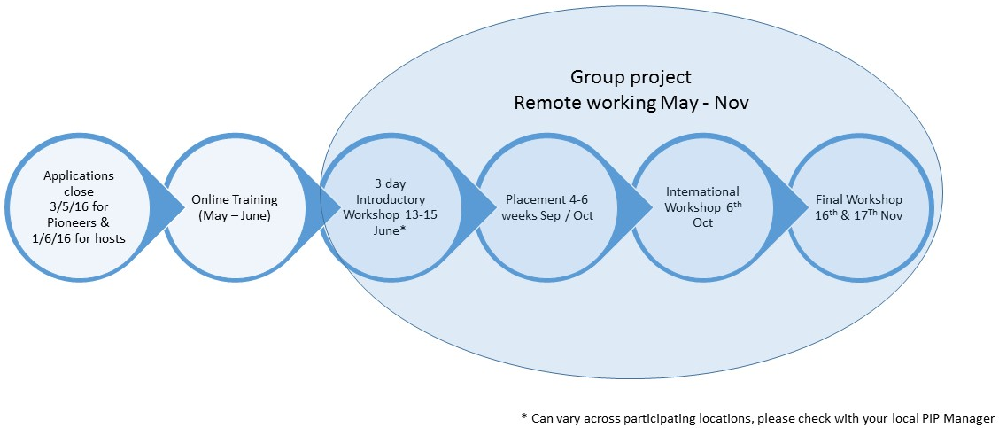 Group project
Remote working May - Nov
Applications
close
3/5/16 for
Pioneers &
1/6/16 for hosts
Online Training
(May – June)
3 day
Introductory
Workshop 13-15
June*
Placement 4-6
weeks Sep / Oct
International
Workshop 6th
Oct
Final Workshop
16th & 17Th Nov
* Can vary across participating locations, please check with your local PIP Manager